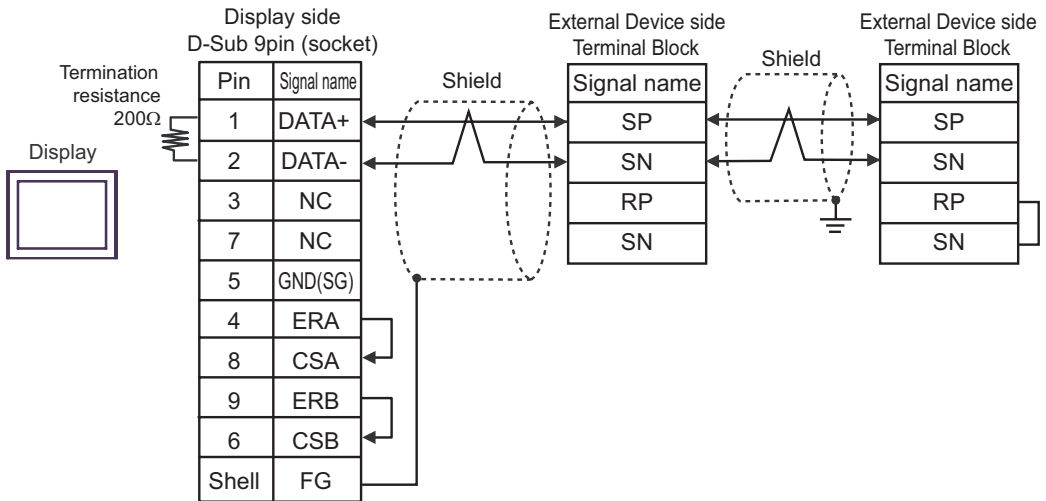 Display side
D-Sub 9pin (socket)
Termination
resistance
200Ω
Display
Pin Signal name
1 DATA+
2 DATA-
3 NC
7 NC
5 GND(SG)
4 ERA
8 CSA
9 ERB
6 CSB
Shell FG
Shield
External Device side
Terminal Block
Signal name
SP
SN
RP
SN
Shield
External Device side
Terminal Block
Signal name
SP
SN
RP
SN